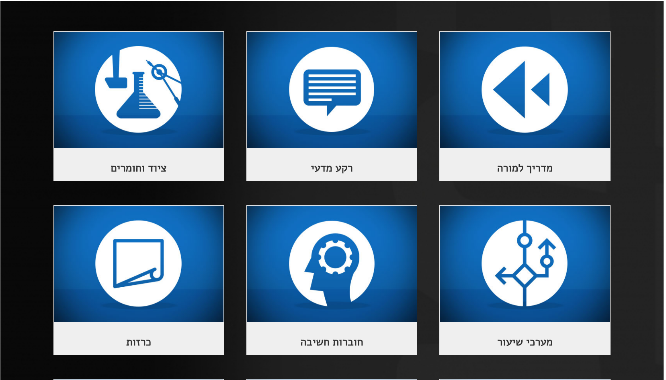 מדריך למורה
רקע מדעי
ציוד וחומרים
מערכי שיעור
חוברות חשיבה
כרזות